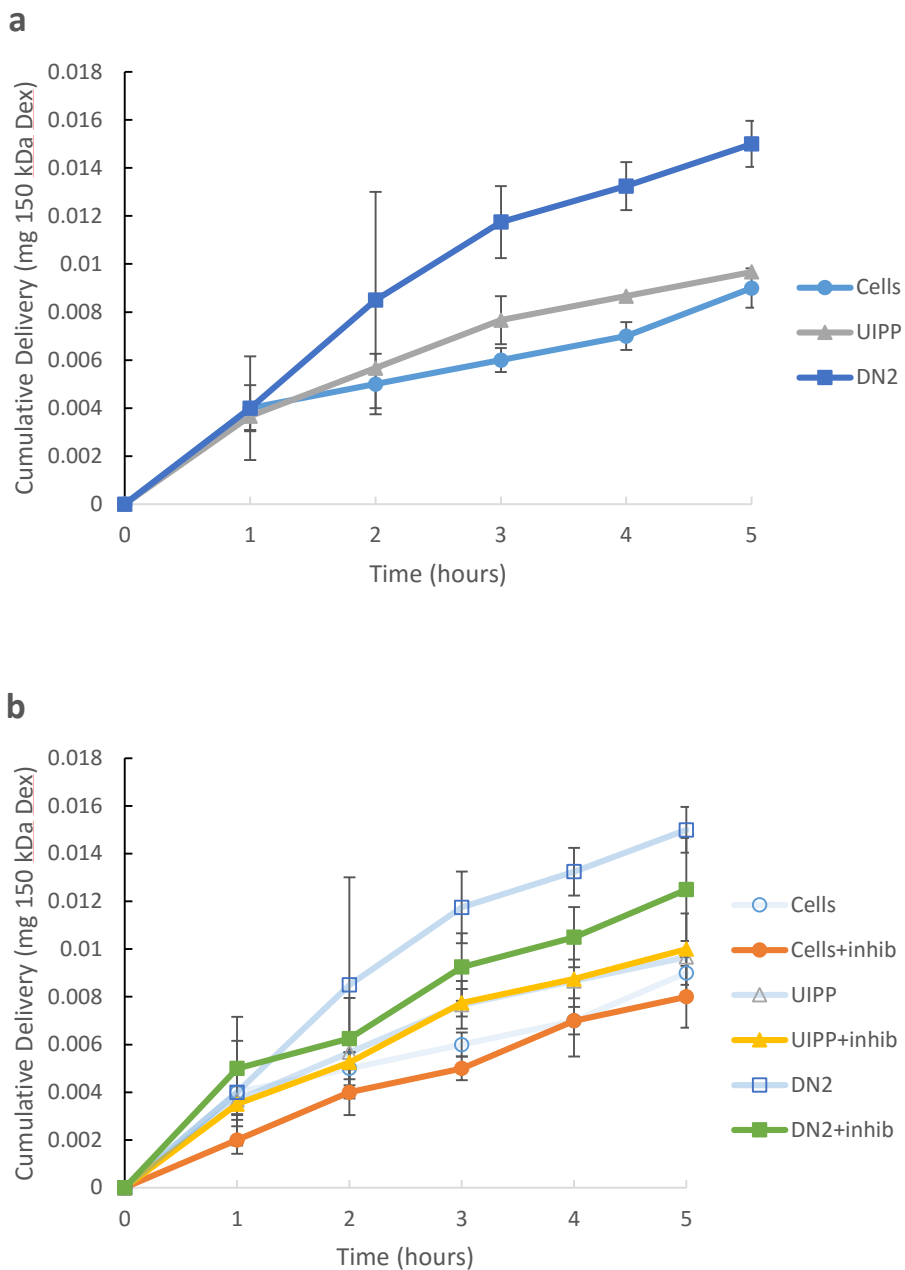 a
Cumulative Delivery (mg 150 kDa Dex)
0.018
0.016
0.014
0.012
0.01
0.008
0.006
0.004
0.002
0
0 1 2 3 4 5
Time (hours)
Cells
UIPP
DN2
b
Cumulative Delivery (mg 150 kDa Dex)
0.018
0.016
0.014
0.012
0.01
0.008
0.006
0.004
0.002
0
0 1 2 3 4 5
Time (hours)
Cells
Cells+inhib
UIPP
UIPP+inhib
DN2
DN2+inhib